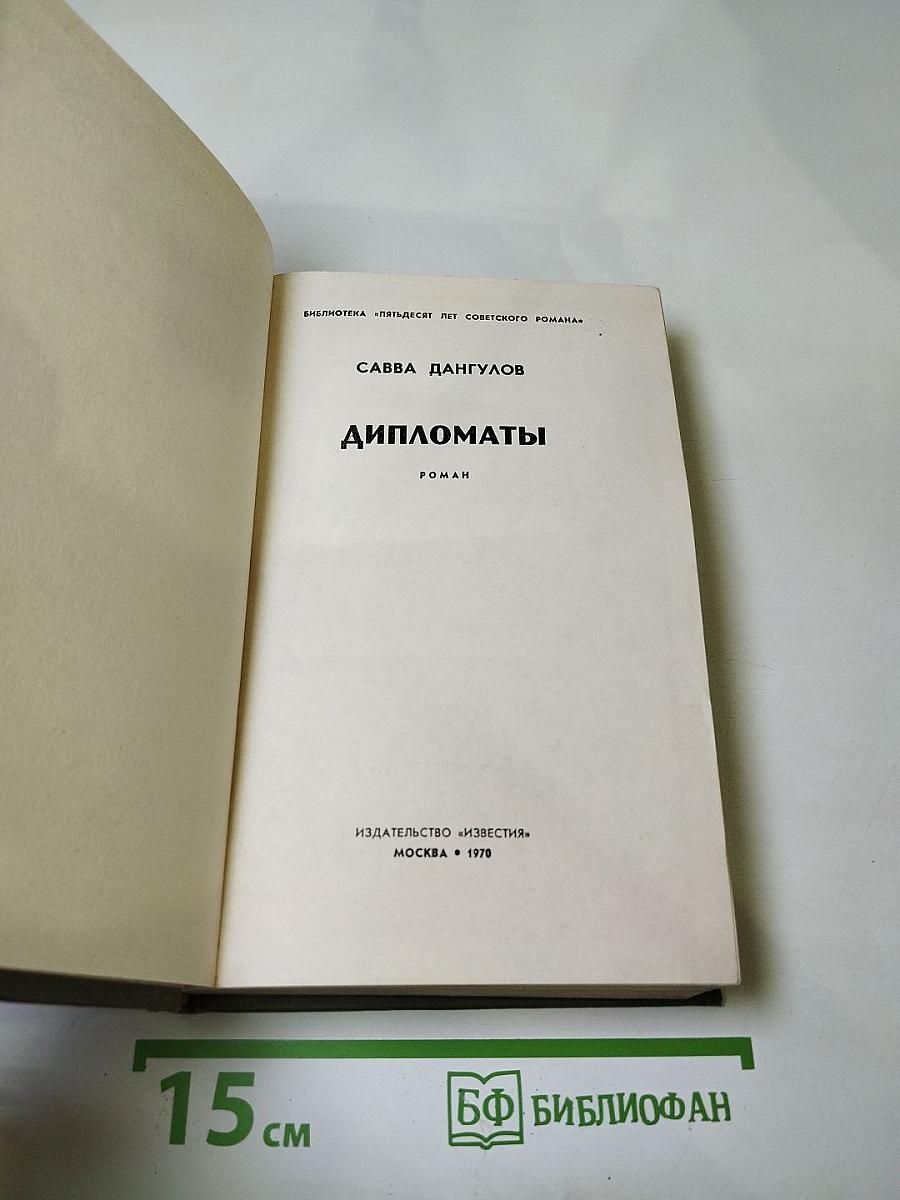 БИБЛИОТЕКА «ПЯТЬДЕСЯТ ЛЕТ СОВЕТСКОГО РОМАНА»
САВВА ДАНГУЛОВ
ДИПЛОМАТЫ
РОМАН
ИЗДАТЕЛЬСТВО «ИЗВЕСТИЯ»
МОСКВА • 1970
15 см
БФ БИБЛИОФАН